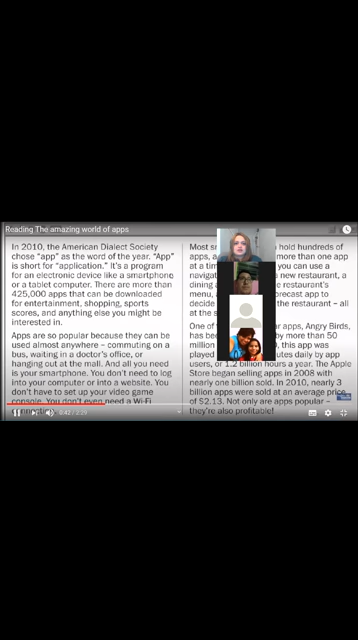 Reading The amazing world of apps
In 2010, the American Dialect Society
chose "app" as the word of the year. "App"
is short for "application." It's a program
for an electronic device like a smartphone
or a tablet computer. There are more than
425,000 apps that can be downloaded
for entertainment, shopping, sports
scores, and anything else you might be
interested in.
Apps are so popular because they can be
used almost anywhere – commuting on a
bus, waiting in a doctor's office, or
hanging out at the mall. And all you need
is your smartphone. You don't need to log
into your computer or into a website. You
don't have to set up your video game
console. You don't even need a Wi-Fi
Most hold hundreds of
apps, more than one app
at a you can use a
new restaurant, a
dining restaurant's
menu, forecast app to
decide the restaurant – all
at the
One of apps, Angry Birds,
has by more than 50
million this app was
played daily by app
users, or 1.2 billion hours a year. The Apple
Store began selling apps in 2008 with
nearly one billion sold. In 2010, nearly 3
billion apps were sold at an average price
of $2.13. Not only are apps popular –
they're also profitable!
0:42 / 2:29